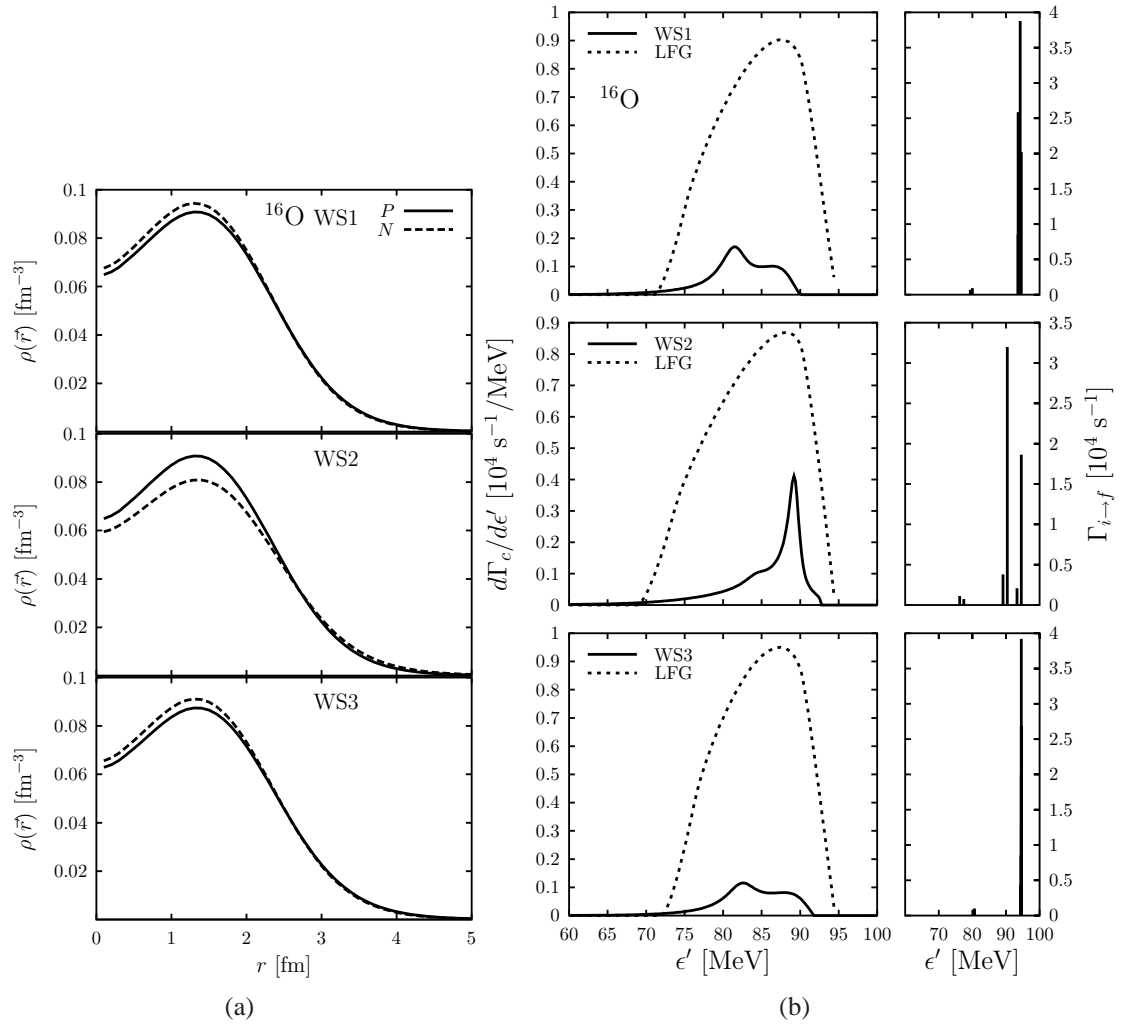 0.1
0.08
0.06
0.04
0.02
ρ(r⃗) [fm⁻³]
¹⁶O WS1
P
N
0.1
0.08
0.06
0.04
0.02
ρ(r⃗) [fm⁻³]
WS2
0.1
0.08
0.06
0.04
0.02
ρ(r⃗) [fm⁻³]
WS3
0 1 2 3 4 5
r [fm]
(a)
dΓc/dϵ′ [10⁴ s⁻¹/MeV]
1
0.9
0.8
0.7
0.6
0.5
0.4
0.3
0.2
0.1
0
WS1
LFG
¹⁶O
4
3.5
3
2.5
2
1.5
1
0.5
0
0.9
0.8
0.7
0.6
0.5
0.4
0.3
0.2
0.1
0
WS2
LFG
3.5
3
2.5
2
1.5
1
0.5
0
Γi→f [10⁴ s⁻¹]
1
0.9
0.8
0.7
0.6
0.5
0.4
0.3
0.2
0.1
0
WS3
LFG
4
3.5
3
2.5
2
1.5
1
0.5
0
60 65 70 75 80 85 90 95 100
60 70 80 90 100
ϵ′ [MeV]
ϵ′ [MeV]
(b)